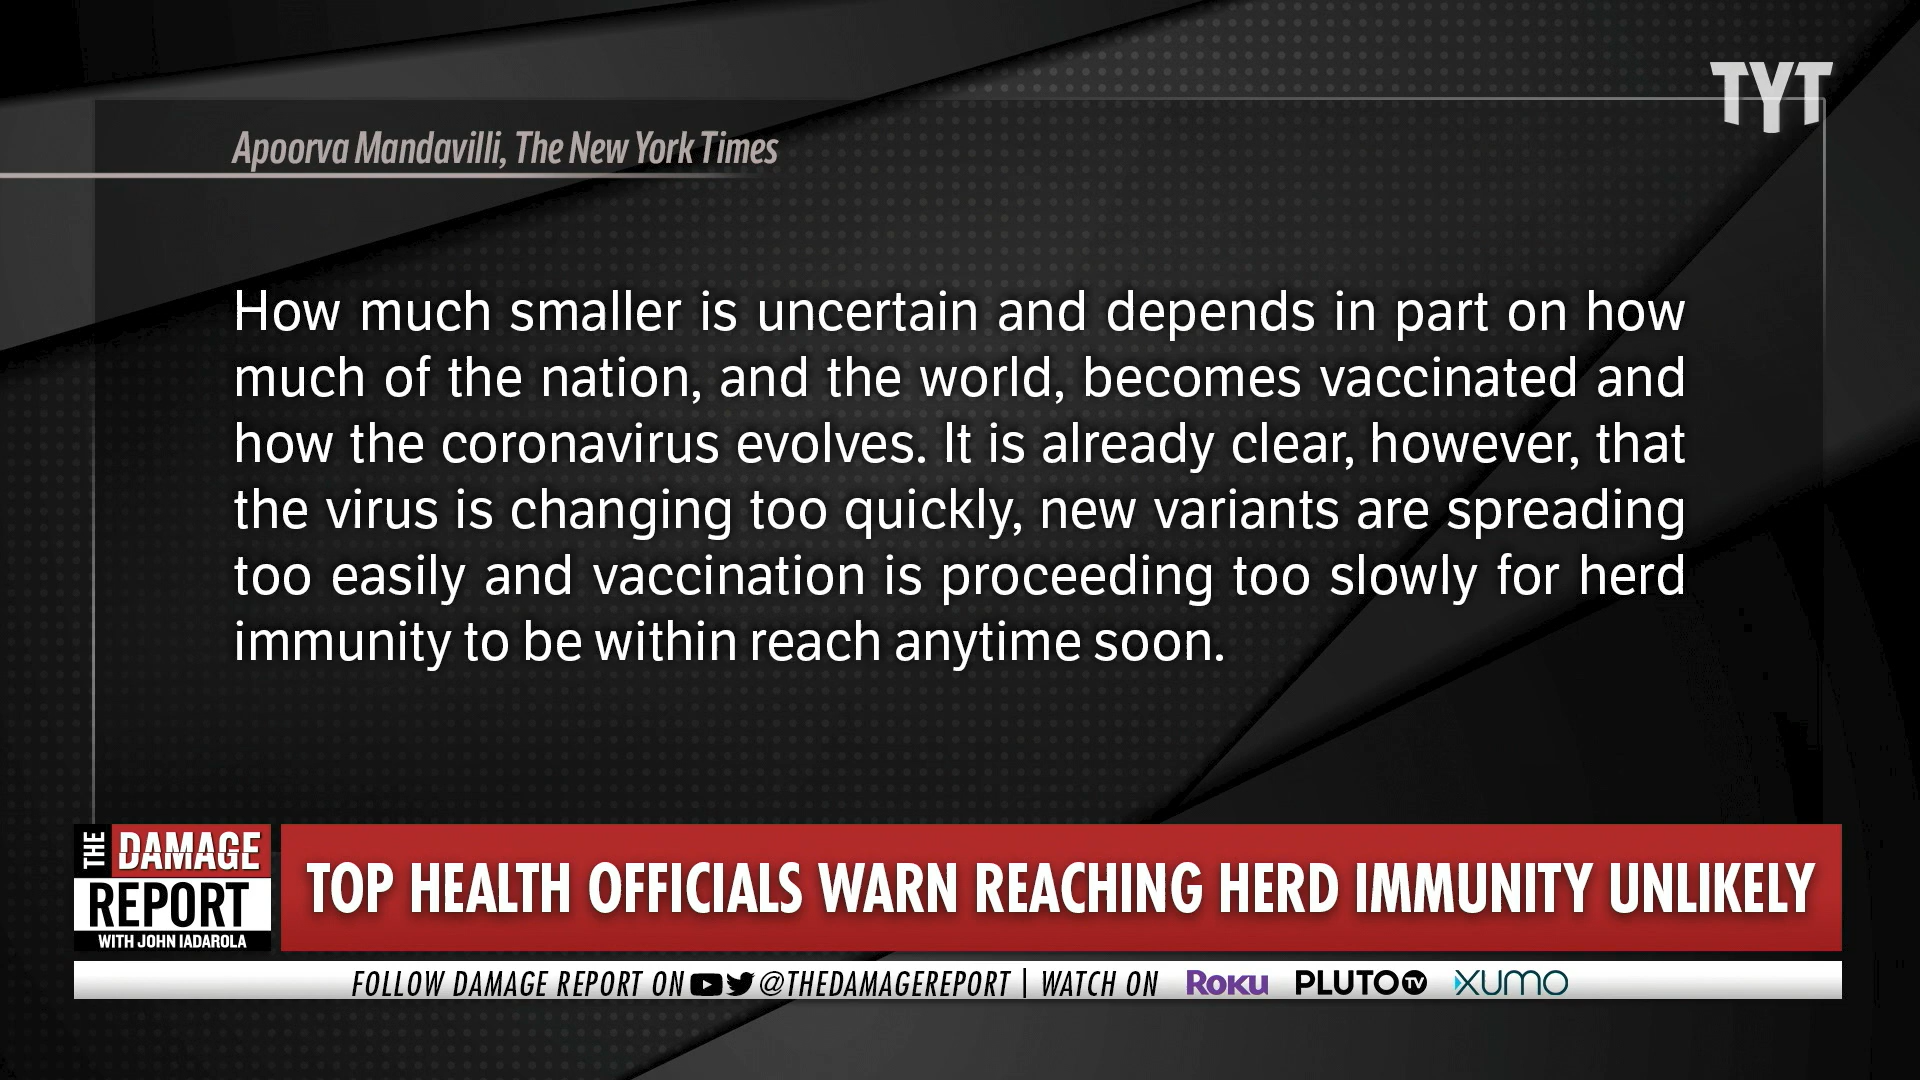 TYT
Apoorva Mandavilli, The New York Times
How much smaller is uncertain and depends in part on how
much of the nation, and the world, becomes vaccinated and
how the coronavirus evolves. It is already clear, however, that
the virus is changing too quickly, new variants are spreading
too easily and vaccination is proceeding too slowly for herd
immunity to be within reach anytime soon.
THE DAMAGE
REPORT
WITH JOHN IADAROLA
TOP HEALTH OFFICIALS WARN REACHING HERD IMMUNITY UNLIKELY
FOLLOW DAMAGE REPORT ON @THEDAMAGEREPORT | WATCH ON ROKU PLUTO TV XUMO